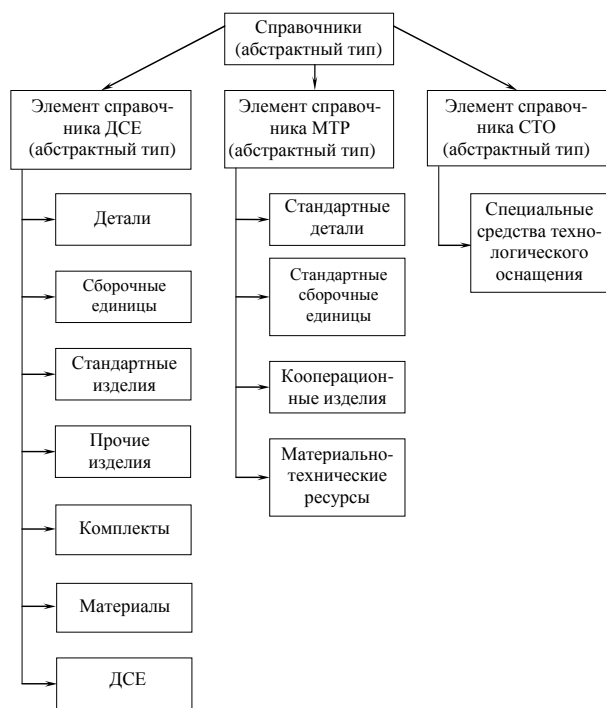 Справочники
(абстрактный тип)
Элемент справоч-
ника ДСЕ
(абстрактный тип)
Детали
Сборочные
единицы
Стандартные
изделия
Прочие
изделия
Комплекты
Материалы
ДСЕ
Элемент справоч-
ника МТР
(абстрактный тип)
Стандартные
детали
Стандартные
сборочные
единицы
Кооперацион-
ные изделия
Материально-
технические
ресурсы
Элемент справоч-
ника СТО
(абстрактный тип)
Специальные
средства техно-
логического
оснащения